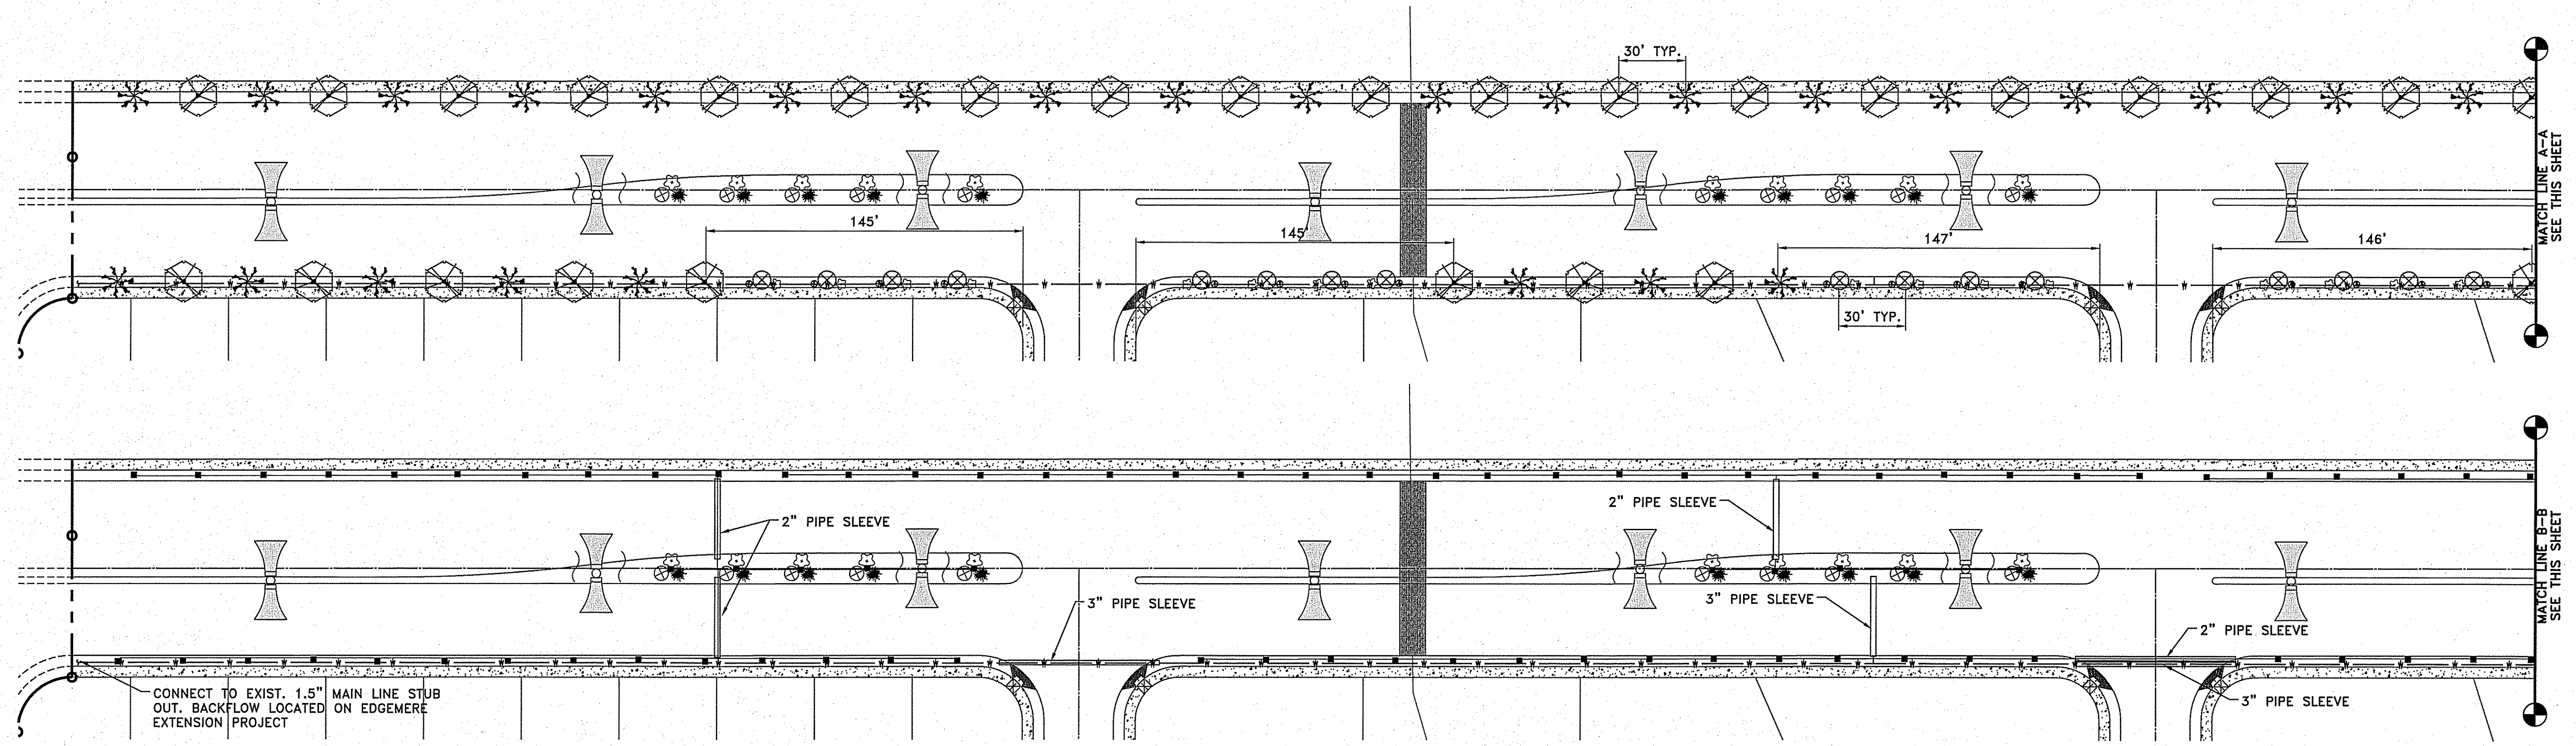 30' TYP.
145'
145'
147'
146'
30' TYP.
MATCH LINE A-A
SEE THIS SHEET
2" PIPE SLEEVE
2" PIPE SLEEVE
3" PIPE SLEEVE
3" PIPE SLEEVE
2" PIPE SLEEVE
3" PIPE SLEEVE
CONNECT TO EXIST. 1.5" MAIN LINE STUB
OUT. BACKFLOW LOCATED ON EDGEMERE
EXTENSION PROJECT
MATCH LINE B-B
SEE THIS SHEET